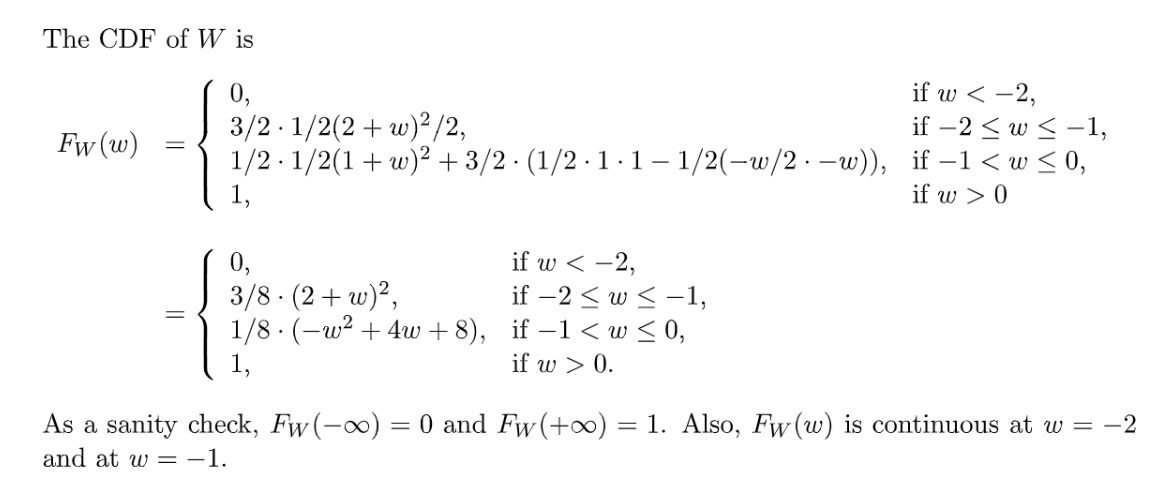 The CDF of W is
F_W(w) = { 0, if w < −2,
3/2 · 1/2(2 + w)²/2, if −2 ≤ w ≤ −1,
1/2 · 1/2(1 + w)² + 3/2 · (1/2 · 1 · 1 − 1/2(−w/2 · −w)), if −1 < w ≤ 0,
1, if w > 0
= { 0, if w < −2,
3/8 · (2 + w)², if −2 ≤ w ≤ −1,
1/8 · (−w² + 4w + 8), if −1 < w ≤ 0,
1, if w > 0.
As a sanity check, F_W(−∞) = 0 and F_W(+∞) = 1. Also, F_W(w) is continuous at w = −2
and at w = −1.